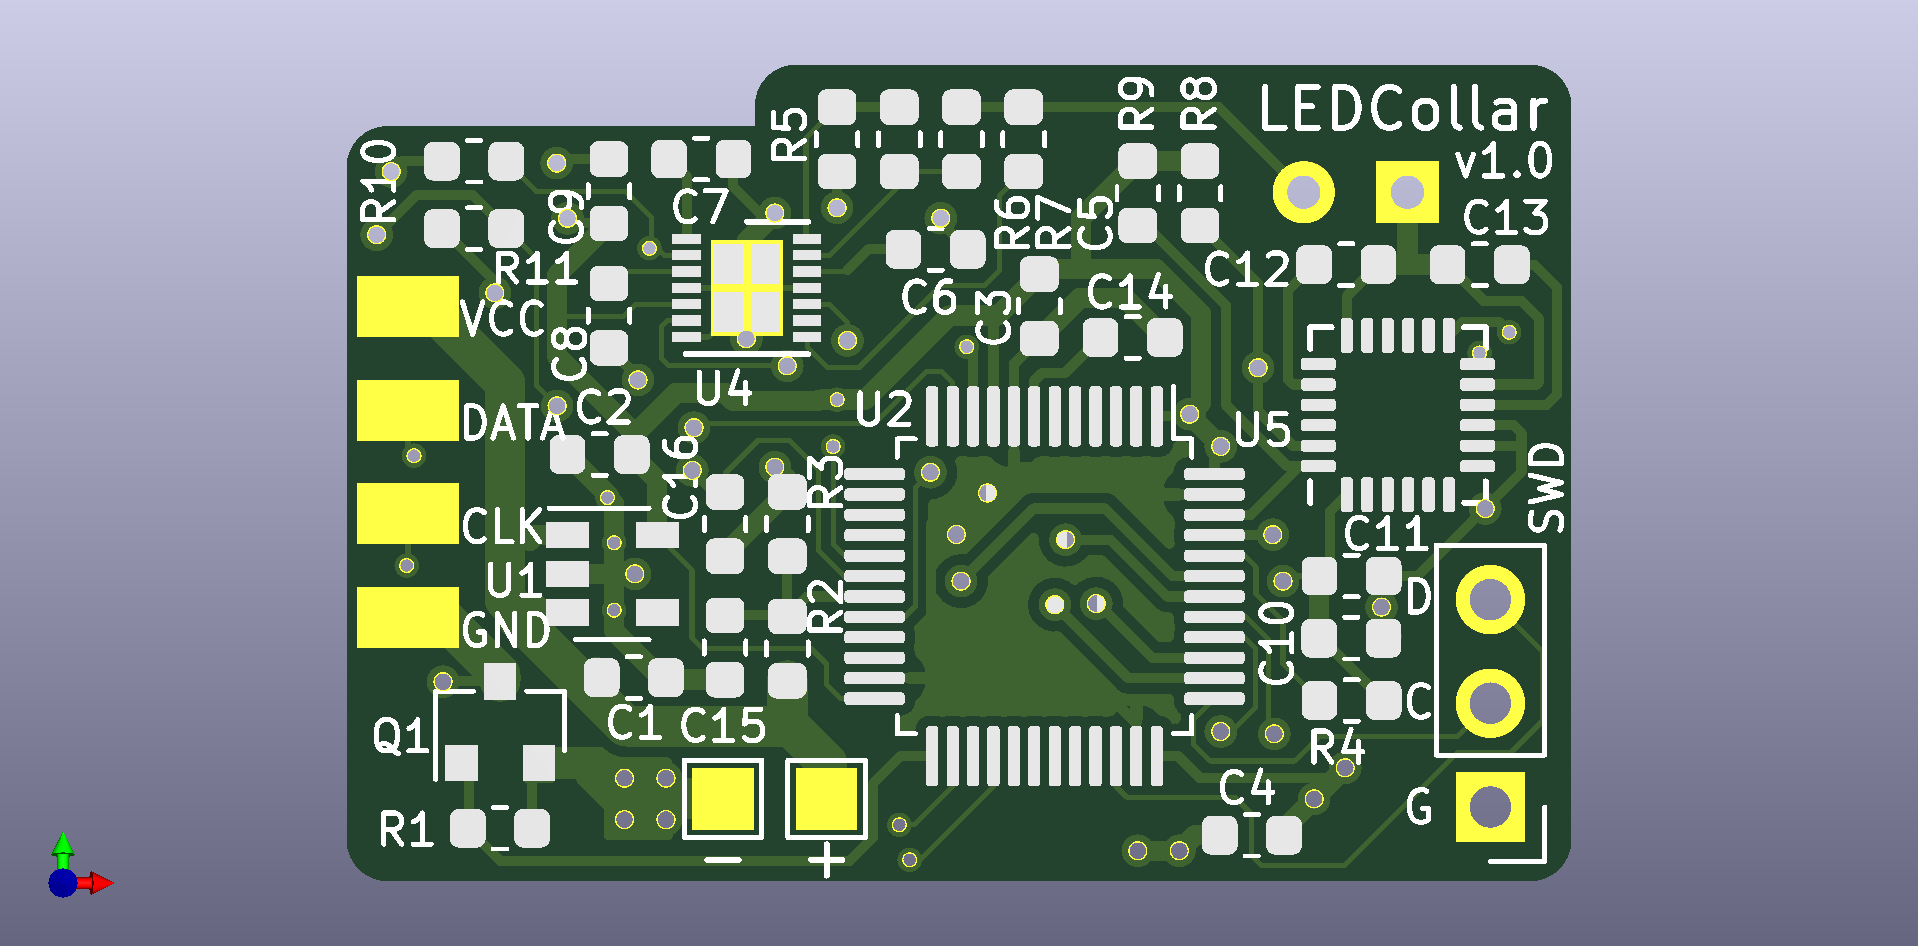 LEDCollar
v1.0
R9
R8
R5
R10
C9
C7
C13
R6
R7
C5
R11
C12
C6
C14
C3
VCC
C8
U4
C2
U2
DATA
U5
C16
R3
SWD
CLK
C11
U1
R2
D
GND
C10
C
C1
C15
Q1
R4
C4
G
R1
−
+